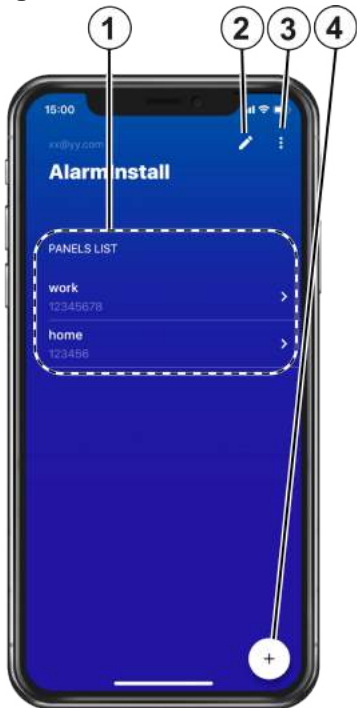 1 2 3 4
15:00
xx@yy.com
AlarmInstall
PANELS LIST
work
12345678
home
123456
+